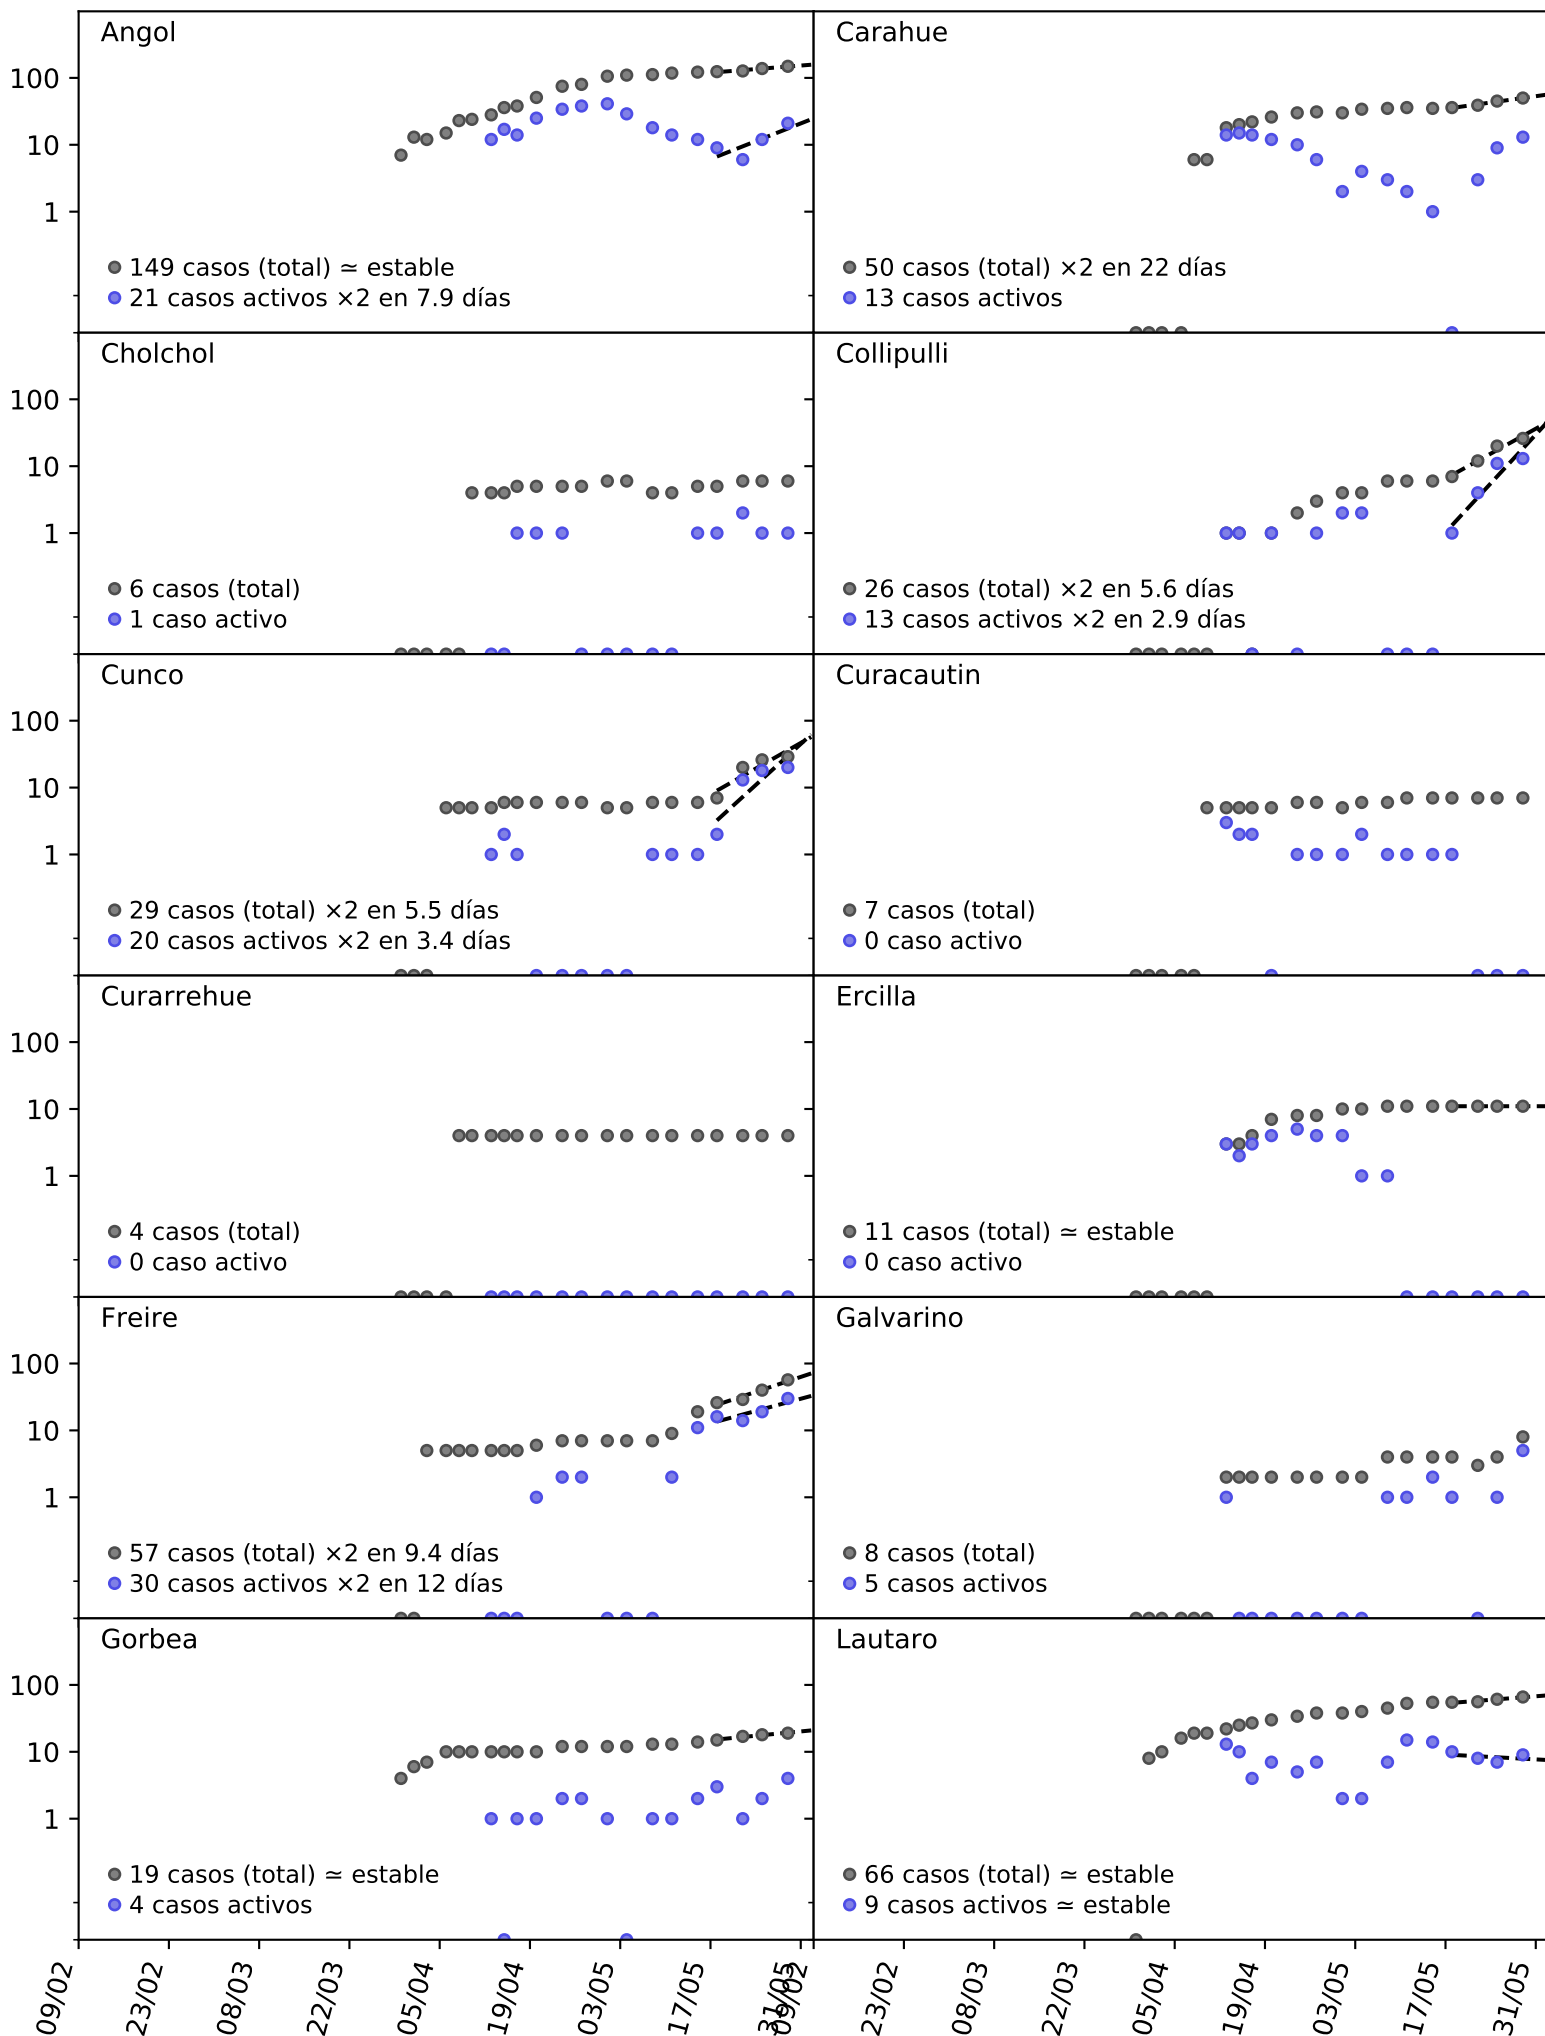 Angol
Carahue
100
10
1
149 casos (total) ≃ estable
21 casos activos ×2 en 7.9 días
50 casos (total) ×2 en 22 días
13 casos activos
Cholchol
Collipulli
100
10
1
6 casos (total)
1 caso activo
26 casos (total) ×2 en 5.6 días
13 casos activos ×2 en 2.9 días
Cunco
Curacautin
100
10
1
29 casos (total) ×2 en 5.5 días
20 casos activos ×2 en 3.4 días
7 casos (total)
0 caso activo
Curarrehue
Ercilla
100
10
1
4 casos (total)
0 caso activo
11 casos (total) ≃ estable
0 caso activo
Freire
Galvarino
100
10
1
57 casos (total) ×2 en 9.4 días
30 casos activos ×2 en 12 días
8 casos (total)
5 casos activos
Gorbea
Lautaro
100
10
1
19 casos (total) ≃ estable
4 casos activos
66 casos (total) ≃ estable
9 casos activos ≃ estable
09/02
23/02
08/03
22/03
05/04
19/04
03/05
17/05
31/05
09/02
23/02
08/03
22/03
05/04
19/04
03/05
17/05
31/05